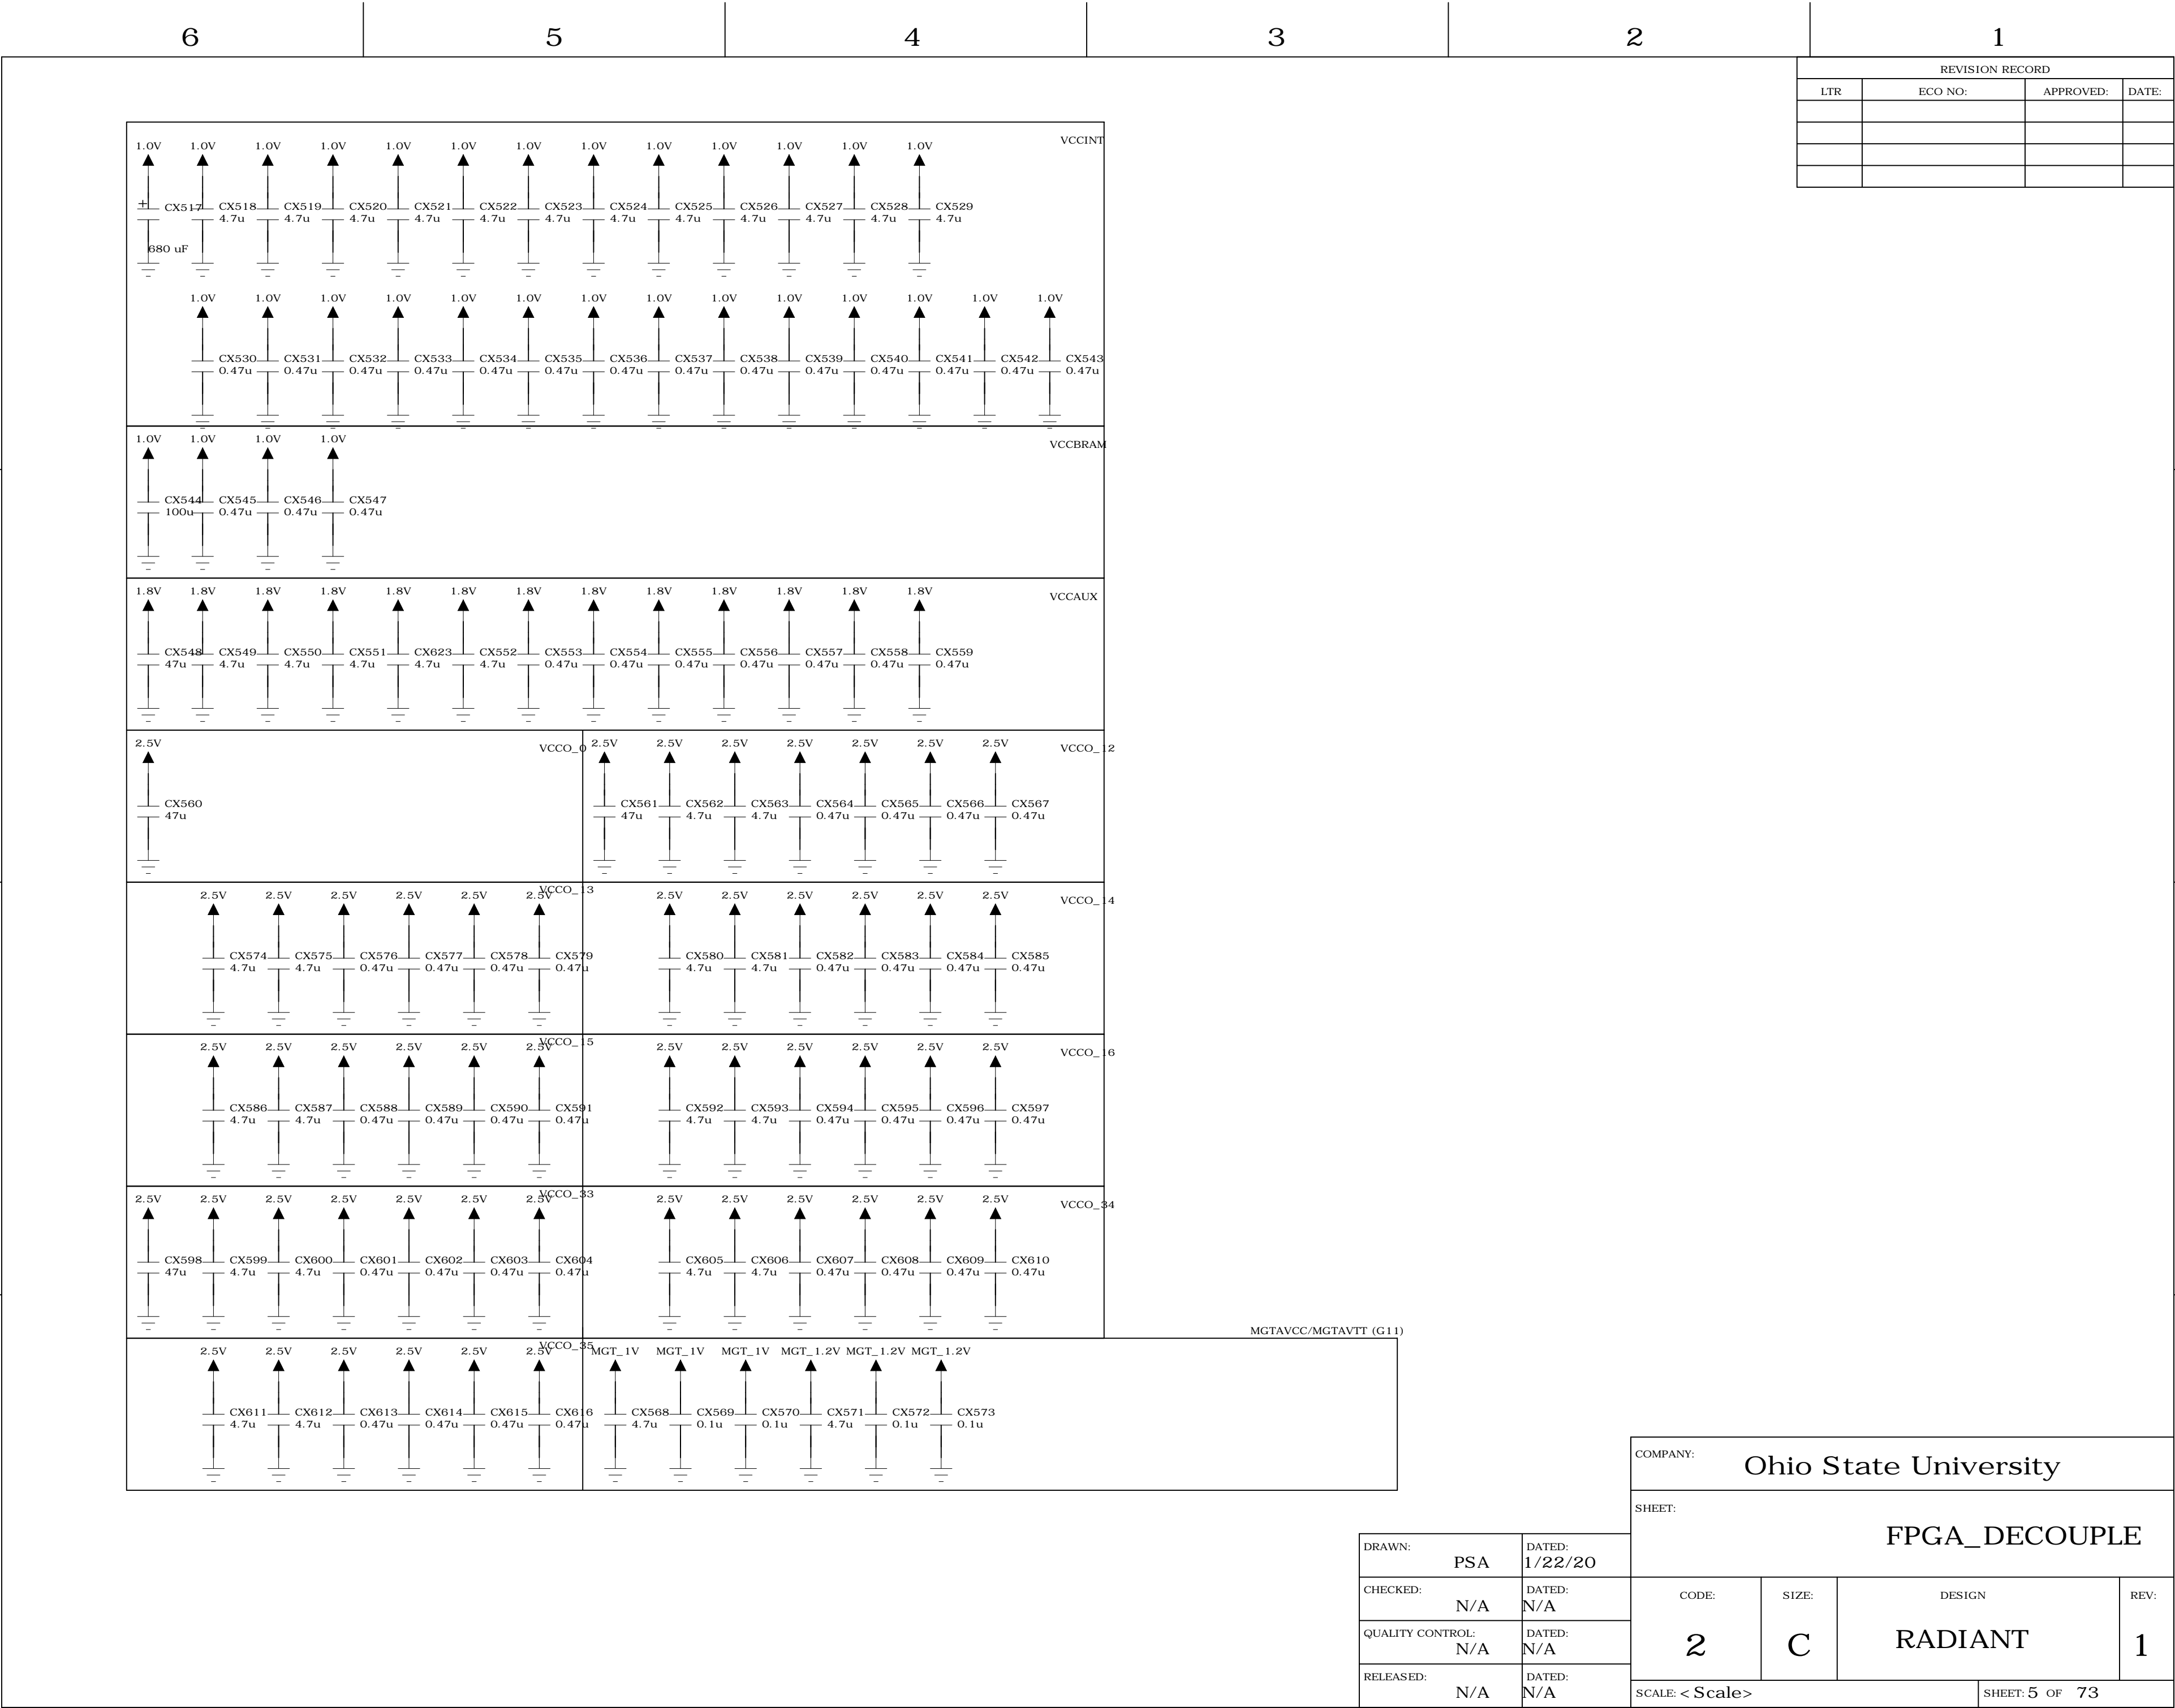 6 5 4 3 2 1
REVISION RECORD
LTR ECO NO: APPROVED: DATE:
VCCINT
1.0V 1.0V 1.0V 1.0V 1.0V 1.0V 1.0V 1.0V 1.0V 1.0V 1.0V 1.0V 1.0V
+ CX517 CX518 CX519 CX520 CX521 CX522 CX523 CX524 CX525 CX526 CX527 CX528 CX529
4.7u 4.7u 4.7u 4.7u 4.7u 4.7u 4.7u 4.7u 4.7u 4.7u 4.7u 4.7u
680 uF
1.0V 1.0V 1.0V 1.0V 1.0V 1.0V 1.0V 1.0V 1.0V 1.0V 1.0V 1.0V 1.0V 1.0V
CX530 CX531 CX532 CX533 CX534 CX535 CX536 CX537 CX538 CX539 CX540 CX541 CX542 CX543
0.47u 0.47u 0.47u 0.47u 0.47u 0.47u 0.47u 0.47u 0.47u 0.47u 0.47u 0.47u 0.47u 0.47u
1.0V 1.0V 1.0V 1.0V VCCBRAM
CX544 CX545 CX546 CX547
100u 0.47u 0.47u 0.47u
1.8V 1.8V 1.8V 1.8V 1.8V 1.8V 1.8V 1.8V 1.8V 1.8V 1.8V 1.8V 1.8V VCCAUX
CX548 CX549 CX550 CX551 CX623 CX552 CX553 CX554 CX555 CX556 CX557 CX558 CX559
47u 4.7u 4.7u 4.7u 4.7u 4.7u 0.47u 0.47u 0.47u 0.47u 0.47u 0.47u 0.47u
2.5V VCCO_0 2.5V 2.5V 2.5V 2.5V 2.5V 2.5V 2.5V VCCO_12
CX560 CX561 CX562 CX563 CX564 CX565 CX566 CX567
47u 47u 4.7u 4.7u 0.47u 0.47u 0.47u 0.47u
VCCO_13 VCCO_14
2.5V 2.5V 2.5V 2.5V 2.5V 2.5V 2.5V 2.5V 2.5V 2.5V 2.5V 2.5V
CX574 CX575 CX576 CX577 CX578 CX579 CX580 CX581 CX582 CX583 CX584 CX585
4.7u 4.7u 0.47u 0.47u 0.47u 0.47u 4.7u 4.7u 0.47u 0.47u 0.47u 0.47u
VCCO_15 VCCO_16
2.5V 2.5V 2.5V 2.5V 2.5V 2.5V 2.5V 2.5V 2.5V 2.5V 2.5V 2.5V
CX586 CX587 CX588 CX589 CX590 CX591 CX592 CX593 CX594 CX595 CX596 CX597
4.7u 4.7u 0.47u 0.47u 0.47u 0.47u 4.7u 4.7u 0.47u 0.47u 0.47u 0.47u
VCCO_33 VCCO_34
2.5V 2.5V 2.5V 2.5V 2.5V 2.5V 2.5V 2.5V 2.5V 2.5V 2.5V 2.5V 2.5V
CX598 CX599 CX600 CX601 CX602 CX603 CX604 CX605 CX606 CX607 CX608 CX609 CX610
47u 4.7u 4.7u 0.47u 0.47u 0.47u 0.47u 4.7u 4.7u 0.47u 0.47u 0.47u 0.47u
MGTAVCC/MGTAVTT (G11)
VCCO_35
2.5V 2.5V 2.5V 2.5V 2.5V 2.5V MGT_1V MGT_1V MGT_1V MGT_1.2V MGT_1.2V MGT_1.2V
CX611 CX612 CX613 CX614 CX615 CX616 CX568 CX569 CX570 CX571 CX572 CX573
4.7u 4.7u 0.47u 0.47u 0.47u 0.47u 4.7u 0.1u 0.1u 4.7u 0.1u 0.1u
COMPANY: Ohio State University
SHEET: FPGA_DECOUPLE
DRAWN: PSA DATED: 1/22/20
CHECKED: N/A DATED: N/A
QUALITY CONTROL: N/A DATED: N/A
RELEASED: N/A DATED: N/A
CODE: SIZE: DESIGN REV:
2 C RADIANT 1
SCALE: <Scale> SHEET: 5 OF 73